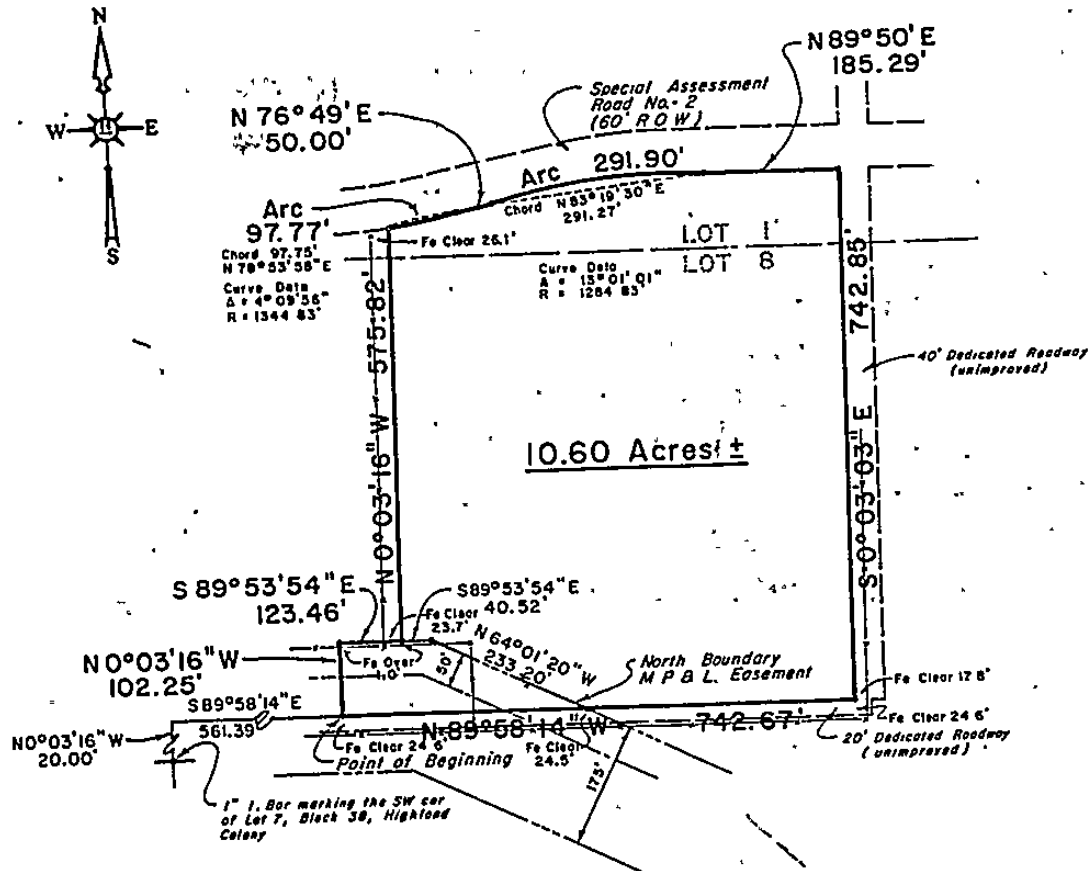 N
W
E
S
N 89°50' E
185.29'
Special Assessment
Road No. 2
(60' R O W)
N 76°49' E
50.00'
Arc 291.90'
Chord N 83°19'30" E
291.27'
Arc
97.77'
Chord 97.75'
N 78°53'58" E
Curve Data
Δ = 4°09'56"
R = 1344 83'
Fe Clear 26.1'
LOT 1
LOT 8
Curve Data
Δ = 13°01'01"
R = 1284 83'
N 0°03'16" W 575.82'
742.85'
S 0°03'03" E
40' Dedicated Roadway
(unimproved)
10.60 Acres ±
S 89°53'54" E
123.46'
S 89°53'54" E
40.52'
Fe Clear
23.7'
N 64°01'20" W
233.20'
50'
Fe Over
1.0'
N 0°03'16" W
102.25'
North Boundary
M P & L. Easement
Fe Clear 17 8'
S 89°58'14" E
561.39'
N 89°58'14" W 742.67'
Fe Clear 24 6'
20' Dedicated Roadway
(unimproved)
N 0°03'16" W
20.00'
Fe Clear 24 6'
Point of Beginning
Fe Clear
24.5'
175'
1" I. Bar marking the SW cor
of Lot 7, Block 38, Highland
Colony